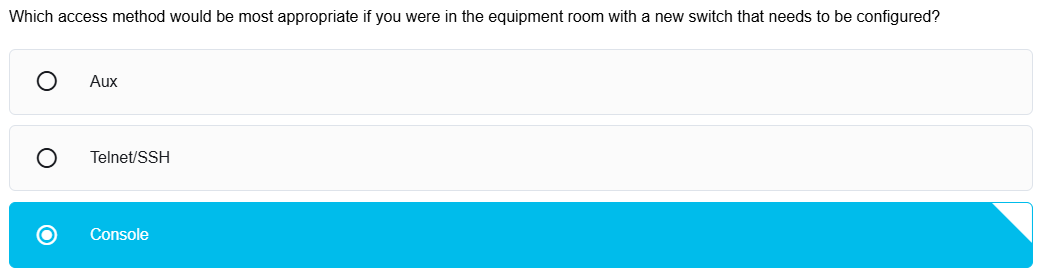 Which access method would be most appropriate if you were in the equipment room with a new switch that needs to be configured?
Aux
Telnet/SSH
Console